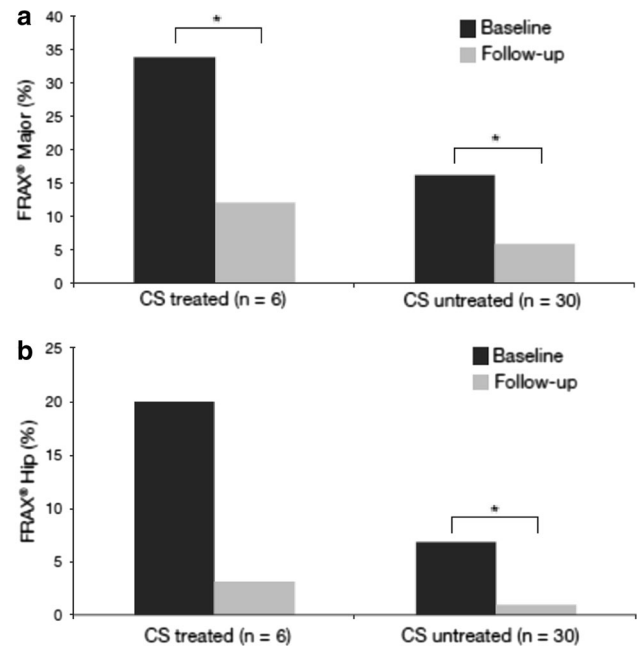 a
40
35
30
25
20
15
10
5
0
FRAX® Major (%)
*
*
Baseline
Follow-up
CS treated (n = 6)
CS untreated (n = 30)
b
25
20
15
10
5
0
FRAX® Hip (%)
*
Baseline
Follow-up
CS treated (n = 6)
CS untreated (n = 30)